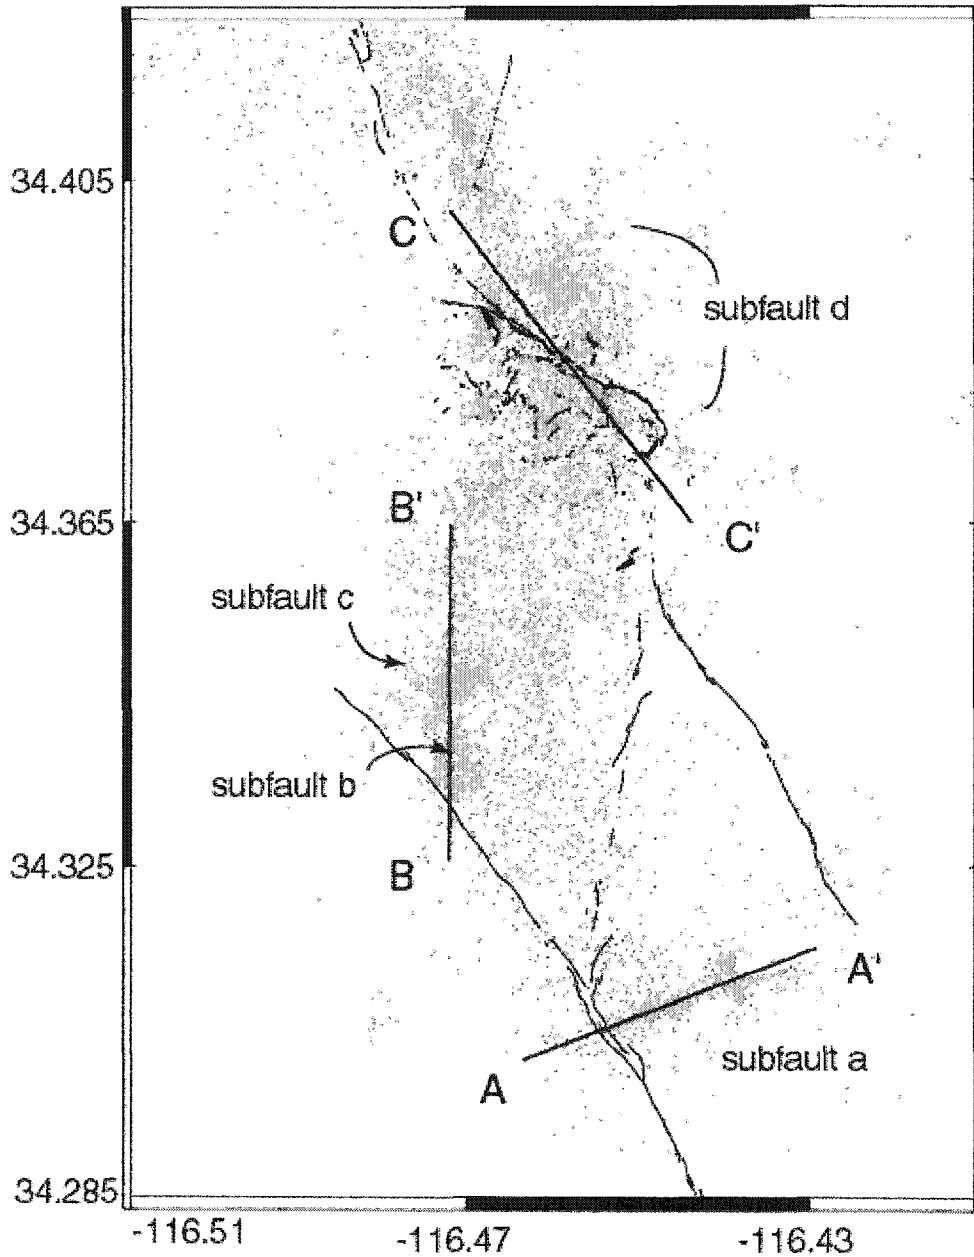 34.405
C
subfault d
B'
34.365
C'
subfault c
subfault b
34.325
B
A'
subfault a
A
34.285
-116.51
-116.47
-116.43